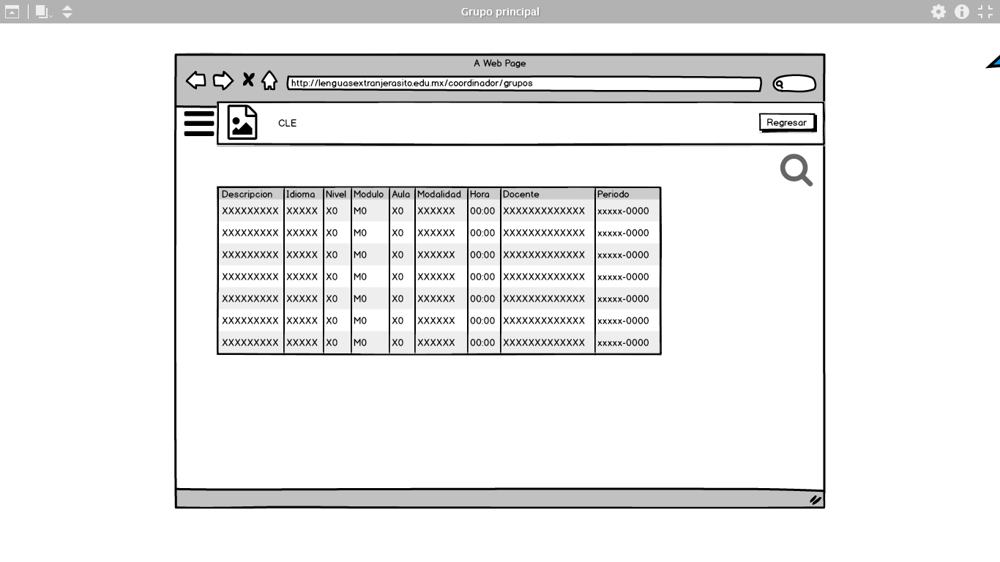 Grupo principal
A Web Page
http://lenguasextranjerasito.edu.mx/coordinador/grupos
CLE
Regresar
Descripcion Idioma Nivel Modulo Aula Modalidad Hora Docente Periodo
XXXXXXXXX XXXXX X0 M0 X0 XXXXXX 00:00 XXXXXXXXXXXXX xxxxx-0000
XXXXXXXXX XXXXX X0 M0 X0 XXXXXX 00:00 XXXXXXXXXXXXX xxxxx-0000
XXXXXXXXX XXXXX X0 M0 X0 XXXXXX 00:00 XXXXXXXXXXXXX xxxxx-0000
XXXXXXXXX XXXXX X0 M0 X0 XXXXXX 00:00 XXXXXXXXXXXXX xxxxx-0000
XXXXXXXXX XXXXX X0 M0 X0 XXXXXX 00:00 XXXXXXXXXXXXX xxxxx-0000
XXXXXXXXX XXXXX X0 M0 X0 XXXXXX 00:00 XXXXXXXXXXXXX xxxxx-0000
XXXXXXXXX XXXXX X0 M0 X0 XXXXXX 00:00 XXXXXXXXXXXXX xxxxx-0000